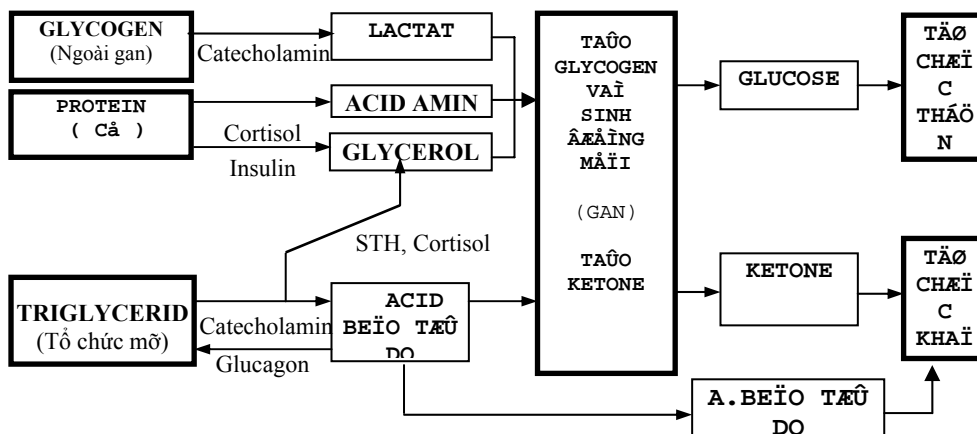 GLYCOGEN
(Ngoài gan)
Catecholamin
LACTAT
PROTEIN
( Cå )
ACID AMIN
Cortisol
Insulin
GLYCEROL
STH, Cortisol
TRIGLYCERID
(Tổ chức mỡ)
Catecholamin
Glucagon
ACID
BEÏO TÆÛ
DO
TAÛO
GLYCOGEN
VAÌ
SINH
ÂÆÅÌNG
MÅÏI
(GAN)
TAÛO
KETONE
GLUCOSE
TÄØ
CHÆÏ
C
THÁÖN
N
KETONE
TÄØ
CHÆÏ
C
KHAÏ
A.BEÏO TÆÛ
DO